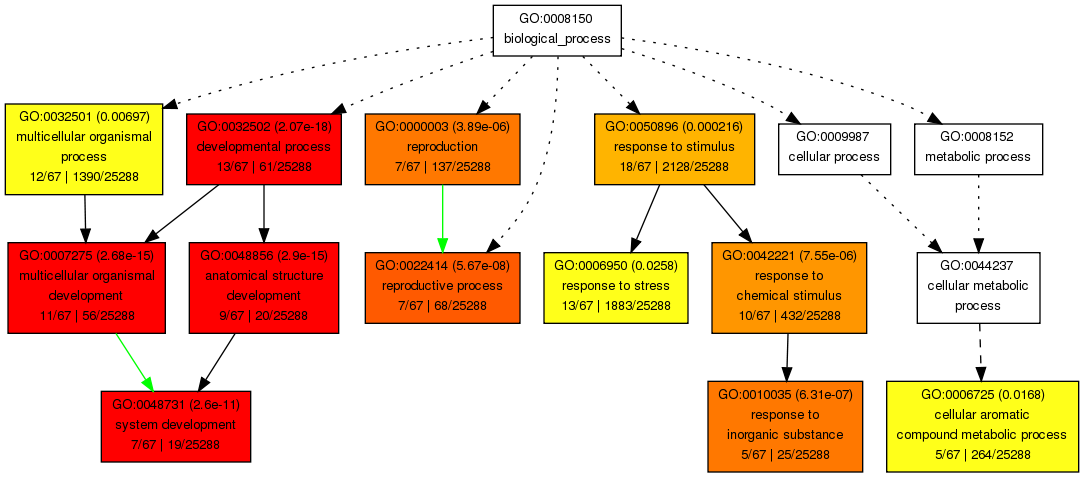 GO:0008150
biological_process
GO:0032501 (0.00697)
multicellular organismal
process
12/67 | 1390/25288
GO:0032502 (2.07e-18)
developmental process
13/67 | 61/25288
GO:0000003 (3.89e-06)
reproduction
7/67 | 137/25288
GO:0050896 (0.000216)
response to stimulus
18/67 | 2128/25288
GO:0009987
cellular process
GO:0008152
metabolic process
GO:0007275 (2.68e-15)
multicellular organismal
development
11/67 | 56/25288
GO:0048856 (2.9e-15)
anatomical structure
development
9/67 | 20/25288
GO:0022414 (5.67e-08)
reproductive process
7/67 | 68/25288
GO:0006950 (0.0258)
response to stress
13/67 | 1883/25288
GO:0042221 (7.55e-06)
response to
chemical stimulus
10/67 | 432/25288
GO:0044237
cellular metabolic
process
GO:0048731 (2.6e-11)
system development
7/67 | 19/25288
GO:0010035 (6.31e-07)
response to
inorganic substance
5/67 | 25/25288
GO:0006725 (0.0168)
cellular aromatic
compound metabolic process
5/67 | 264/25288